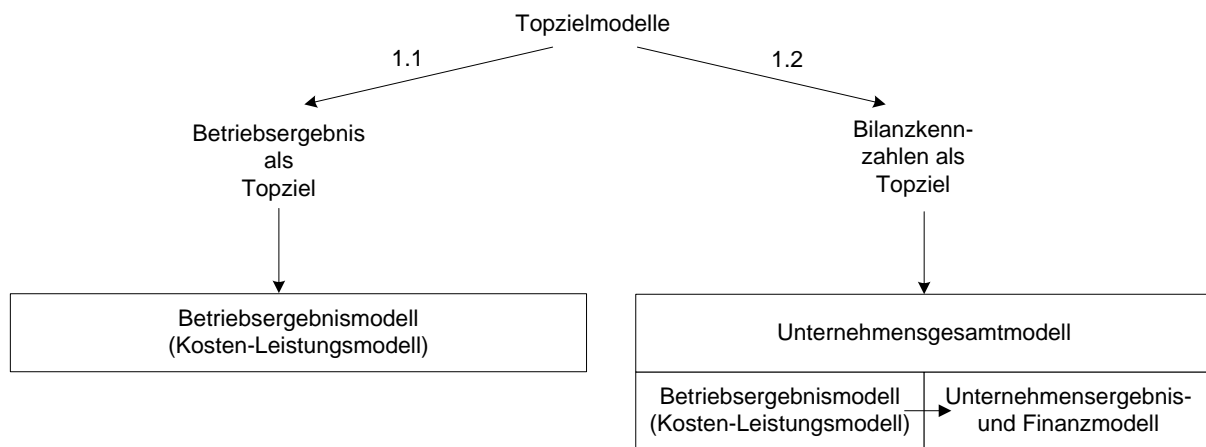 Topzielmodelle
1.1
1.2
Betriebsergebnis
als
Topziel
Bilanzkenn-
zahlen als
Topziel
Betriebsergebnismodell
(Kosten-Leistungsmodell)
Unternehmensgesamtmodell
Betriebsergebnismodell
(Kosten-Leistungsmodell)
Unternehmensergebnis-
und Finanzmodell